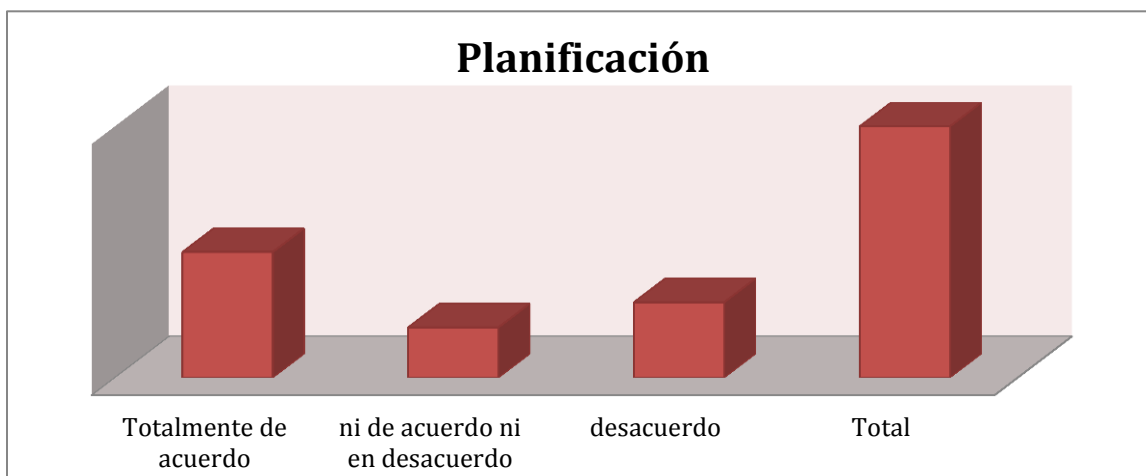 Planificación
Totalmente de
acuerdo
ni de acuerdo ni
en desacuerdo
desacuerdo
Total